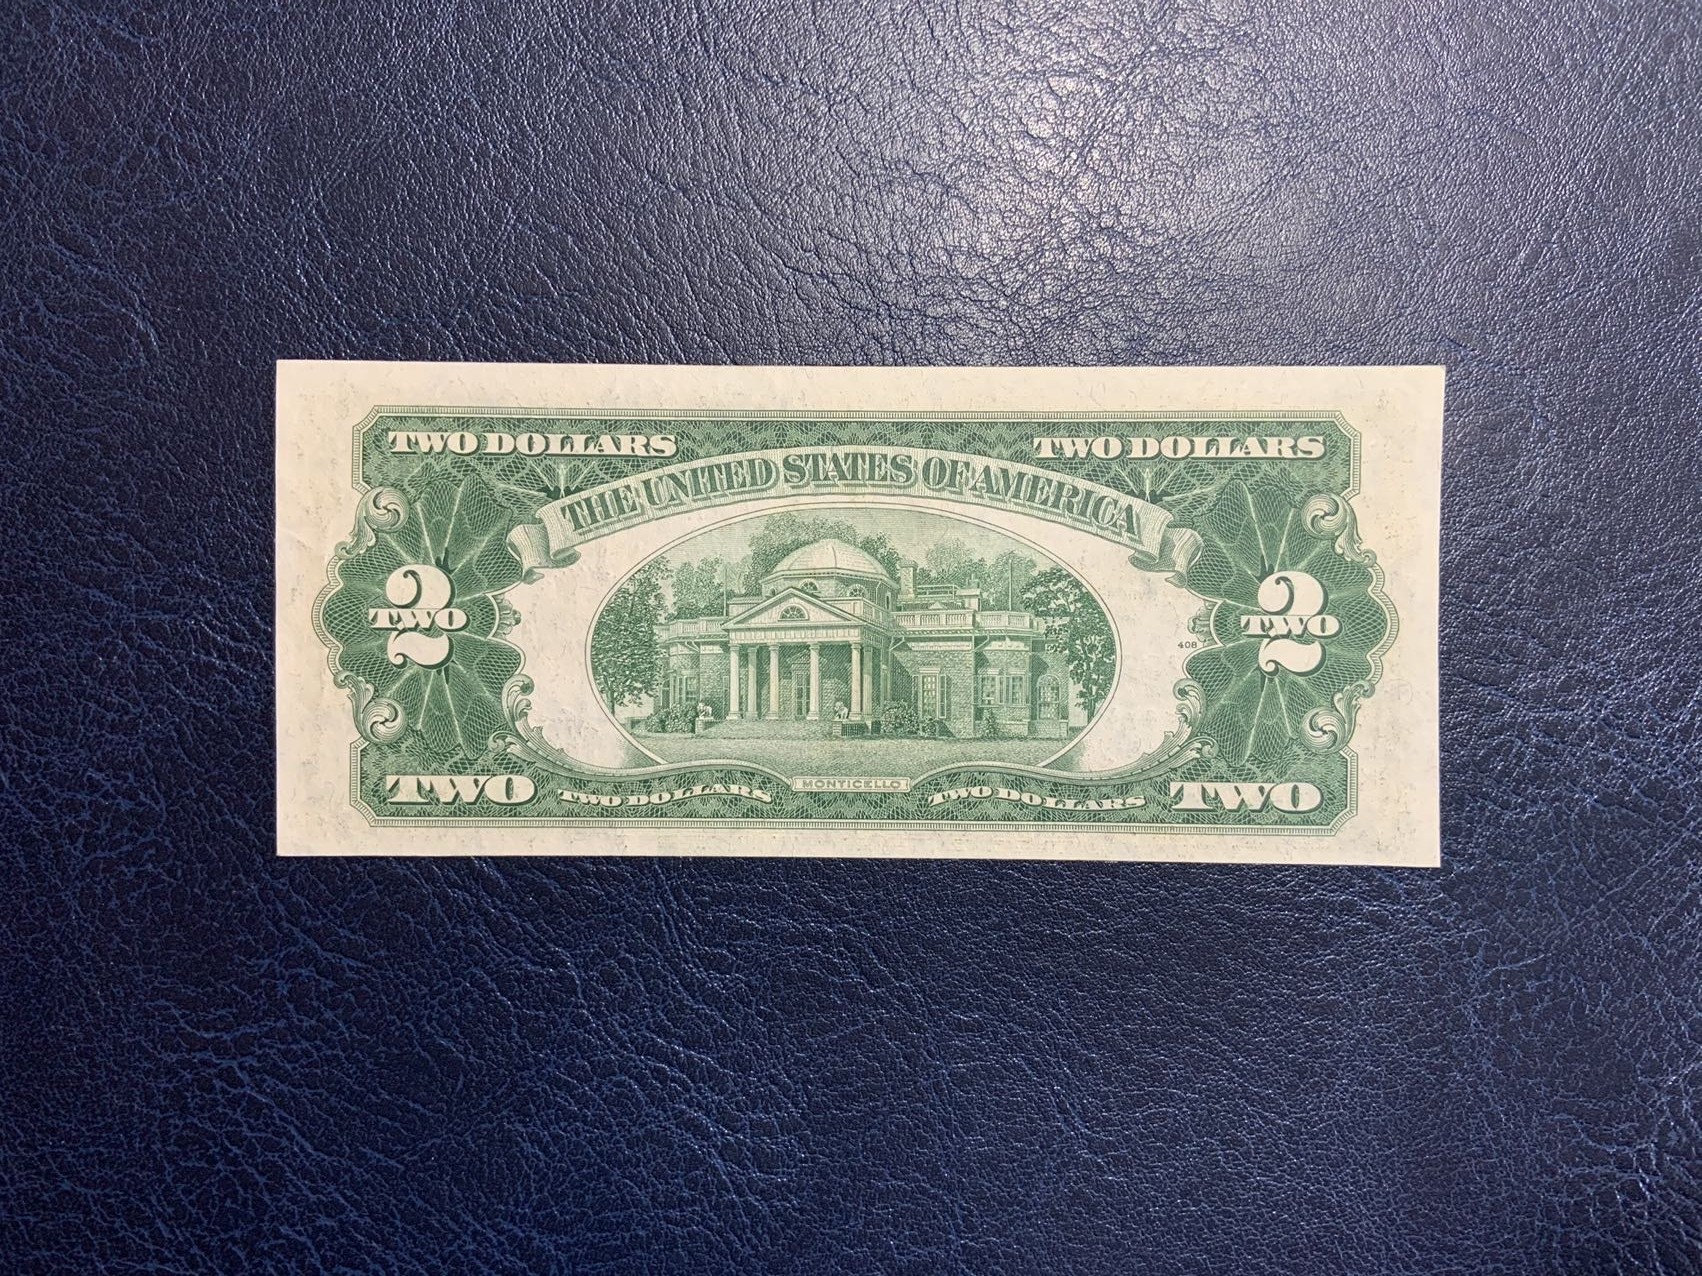 TWO DOLLARS TWO DOLLARS
THE UNITED STATES OF AMERICA
2 2
TWO TWO
408
TWO TWO DOLLARS MONTICELLO TWO DOLLARS TWO